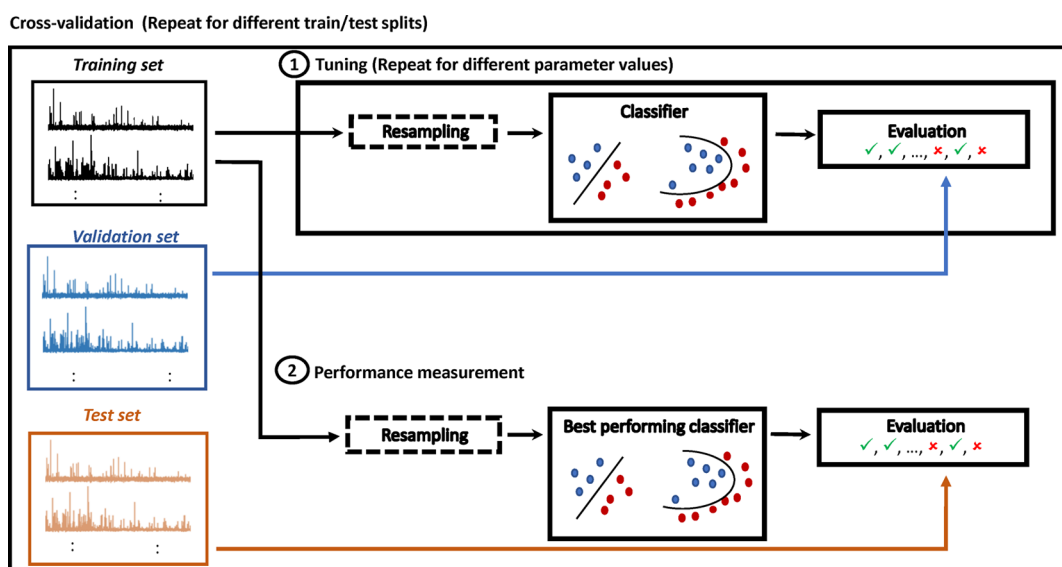 Cross-validation (Repeat for different train/test splits)
Training set
1 Tuning (Repeat for different parameter values)
Resampling
Classifier
Evaluation
✓, ✓, ..., ✗, ✓, ✗
Validation set
2 Performance measurement
Test set
Resampling
Best performing classifier
Evaluation
✓, ✓, ..., ✗, ✓, ✗